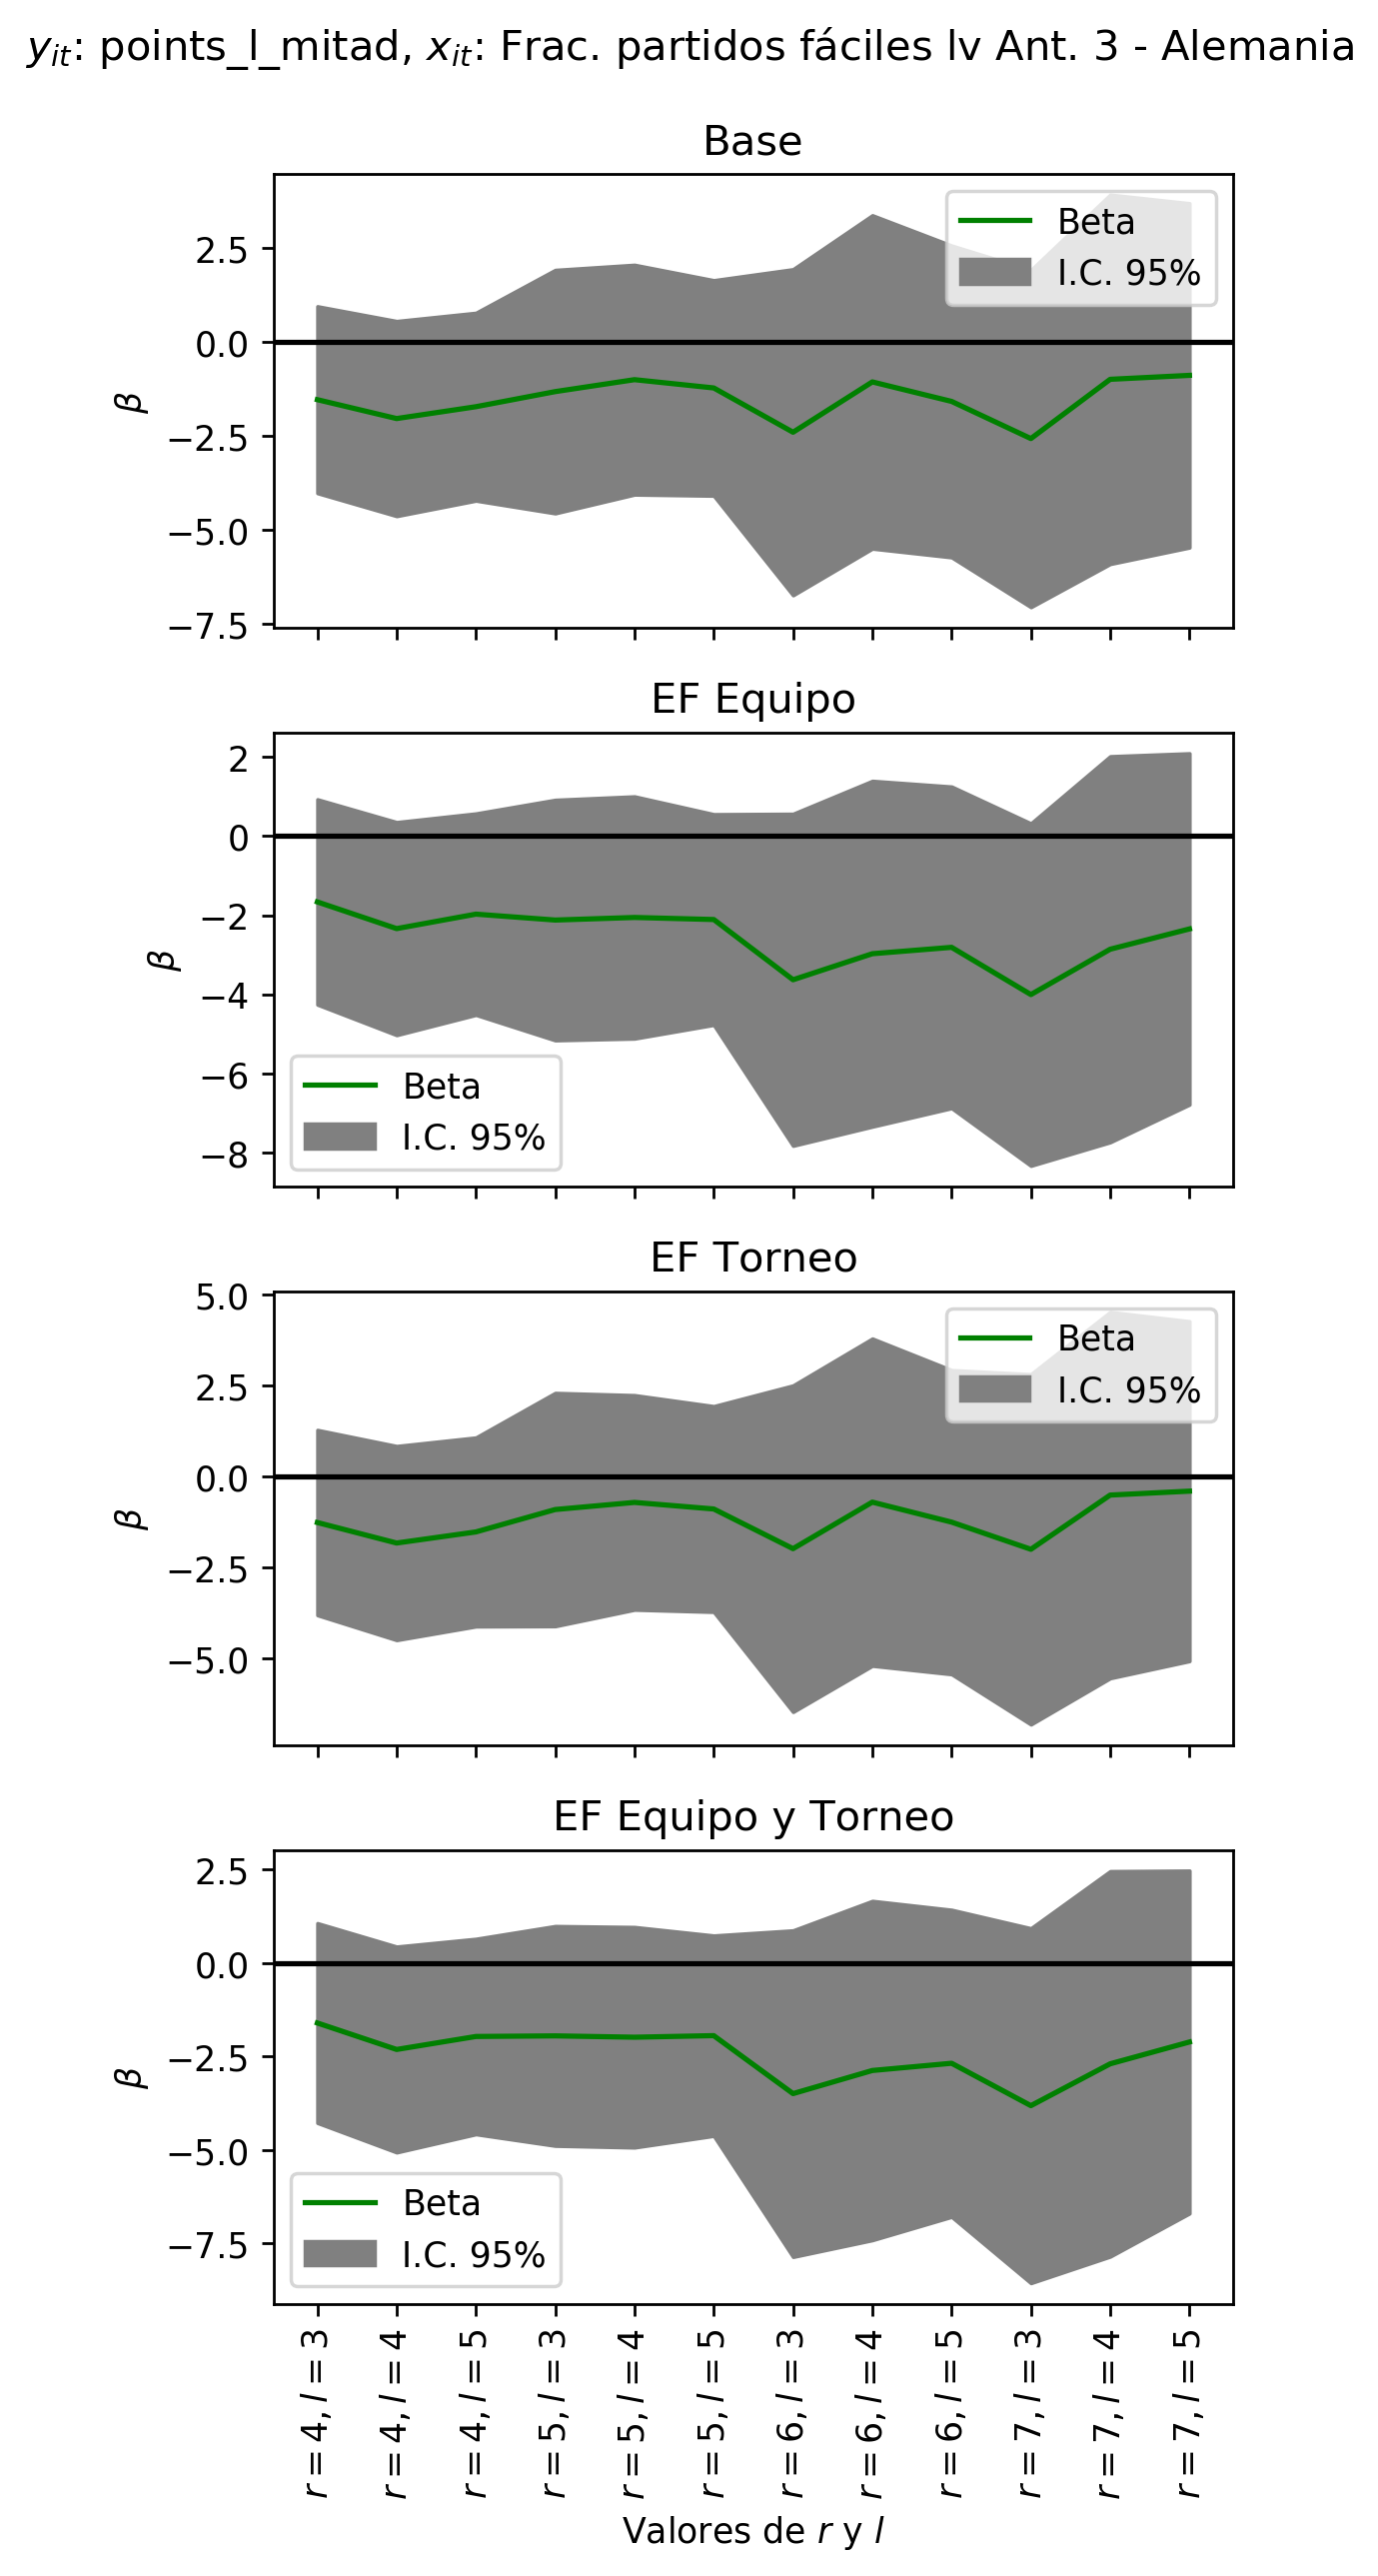 y_it: points_l_mitad, x_it: Frac. partidos fáciles lv Ant. 3 - Alemania
Base
Beta
I.C. 95%
2.5
0.0
−2.5
−5.0
−7.5
β
EF Equipo
2
0
−2
−4
−6
−8
β
Beta
I.C. 95%
EF Torneo
Beta
I.C. 95%
5.0
2.5
0.0
−2.5
−5.0
β
EF Equipo y Torneo
2.5
0.0
−2.5
−5.0
−7.5
β
Beta
I.C. 95%
r = 4, l = 3
r = 4, l = 4
r = 4, l = 5
r = 5, l = 3
r = 5, l = 4
r = 5, l = 5
r = 6, l = 3
r = 6, l = 4
r = 6, l = 5
r = 7, l = 3
r = 7, l = 4
r = 7, l = 5
Valores de r y l